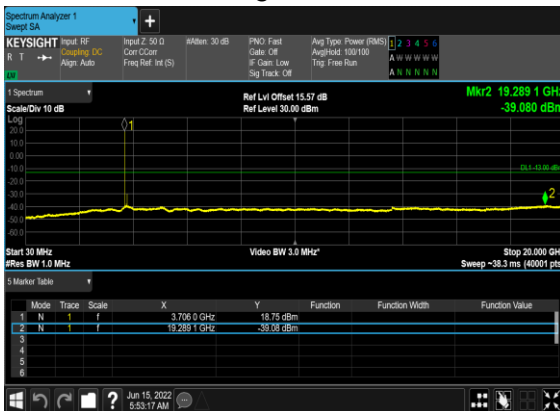 Spectrum Analyzer 1
Swept SA
KEYSIGHT Input: RF Input Z: 50 Ω #Atten: 30 dB PNO: Fast Avg Type: Power (RMS) 1 2 3 4 5 6
R T Coupling: DC Corr CCorr Gate: Off Avg|Hold: 100/100 A W W W W W
Align: Auto Freq Ref: Int (S) IF Gain: Low Trig: Free Run
Sig Track: Off A N N N N N
1 Spectrum Ref Lvl Offset 15.57 dB Mkr2 19.289 1 GHz
Scale/Div 10 dB Ref Level 30.00 dBm -39.080 dBm
Log
20.0 1
10.0
0.00
-10.0 DL1 -13.00 dBm
-20.0
-30.0 2
-40.0
-50.0
-60.0
Start 30 MHz Video BW 3.0 MHz* Stop 20.000 GHz
#Res BW 1.0 MHz Sweep ~38.3 ms (40001 pts)
5 Marker Table
Mode Trace Scale X Y Function Function Width Function Value
1 N 1 f 3.706 0 GHz 18.75 dBm
2 N 1 f 19.289 1 GHz -39.08 dBm
3
4
5
6
? Jun 15, 2022
5:53:17 AM